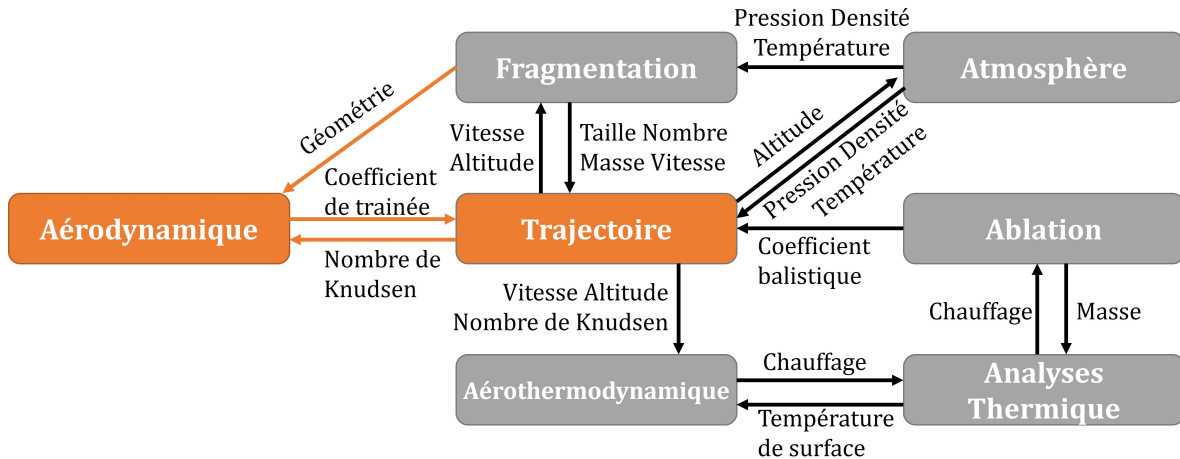 Pression Densité
Température
Fragmentation
Atmosphère
Géométrie
Vitesse
Altitude
Taille Nombre
Masse Vitesse
Altitude
Pression Densité
Température
Coefficient
de trainée
Aérodynamique
Trajectoire
Ablation
Nombre de
Knudsen
Coefficient
balistique
Vitesse Altitude
Nombre de Knudsen
Chauffage
Masse
Aérothermodynamique
Chauffage
Analyses
Thermique
Température
de surface